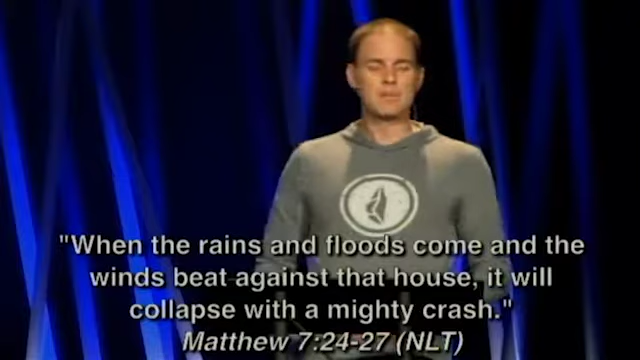 "When the rains and floods come and the
winds beat against that house, it will
collapse with a mighty crash."
Matthew 7:24-27 (NLT)